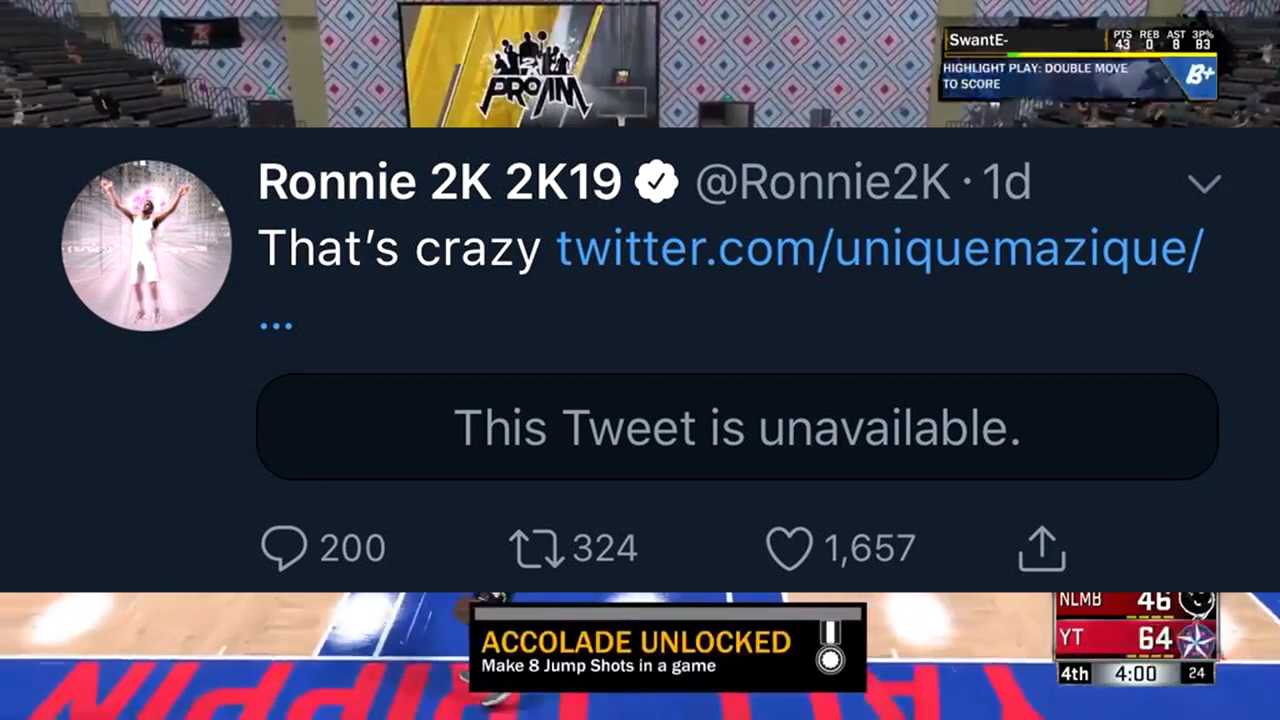 SwantE-
PTS REB AST 3P%
43 0 8 83
HIGHLIGHT PLAY: DOUBLE MOVE
TO SCORE
B+
PRO AM
Ronnie 2K 2K19 @Ronnie2K · 1d
That's crazy twitter.com/uniquemazique/
...
This Tweet is unavailable.
200 324 1,657
ACCOLADE UNLOCKED
Make 8 Jump Shots in a game
NLMB 46
YT 64
4th 4:00 24